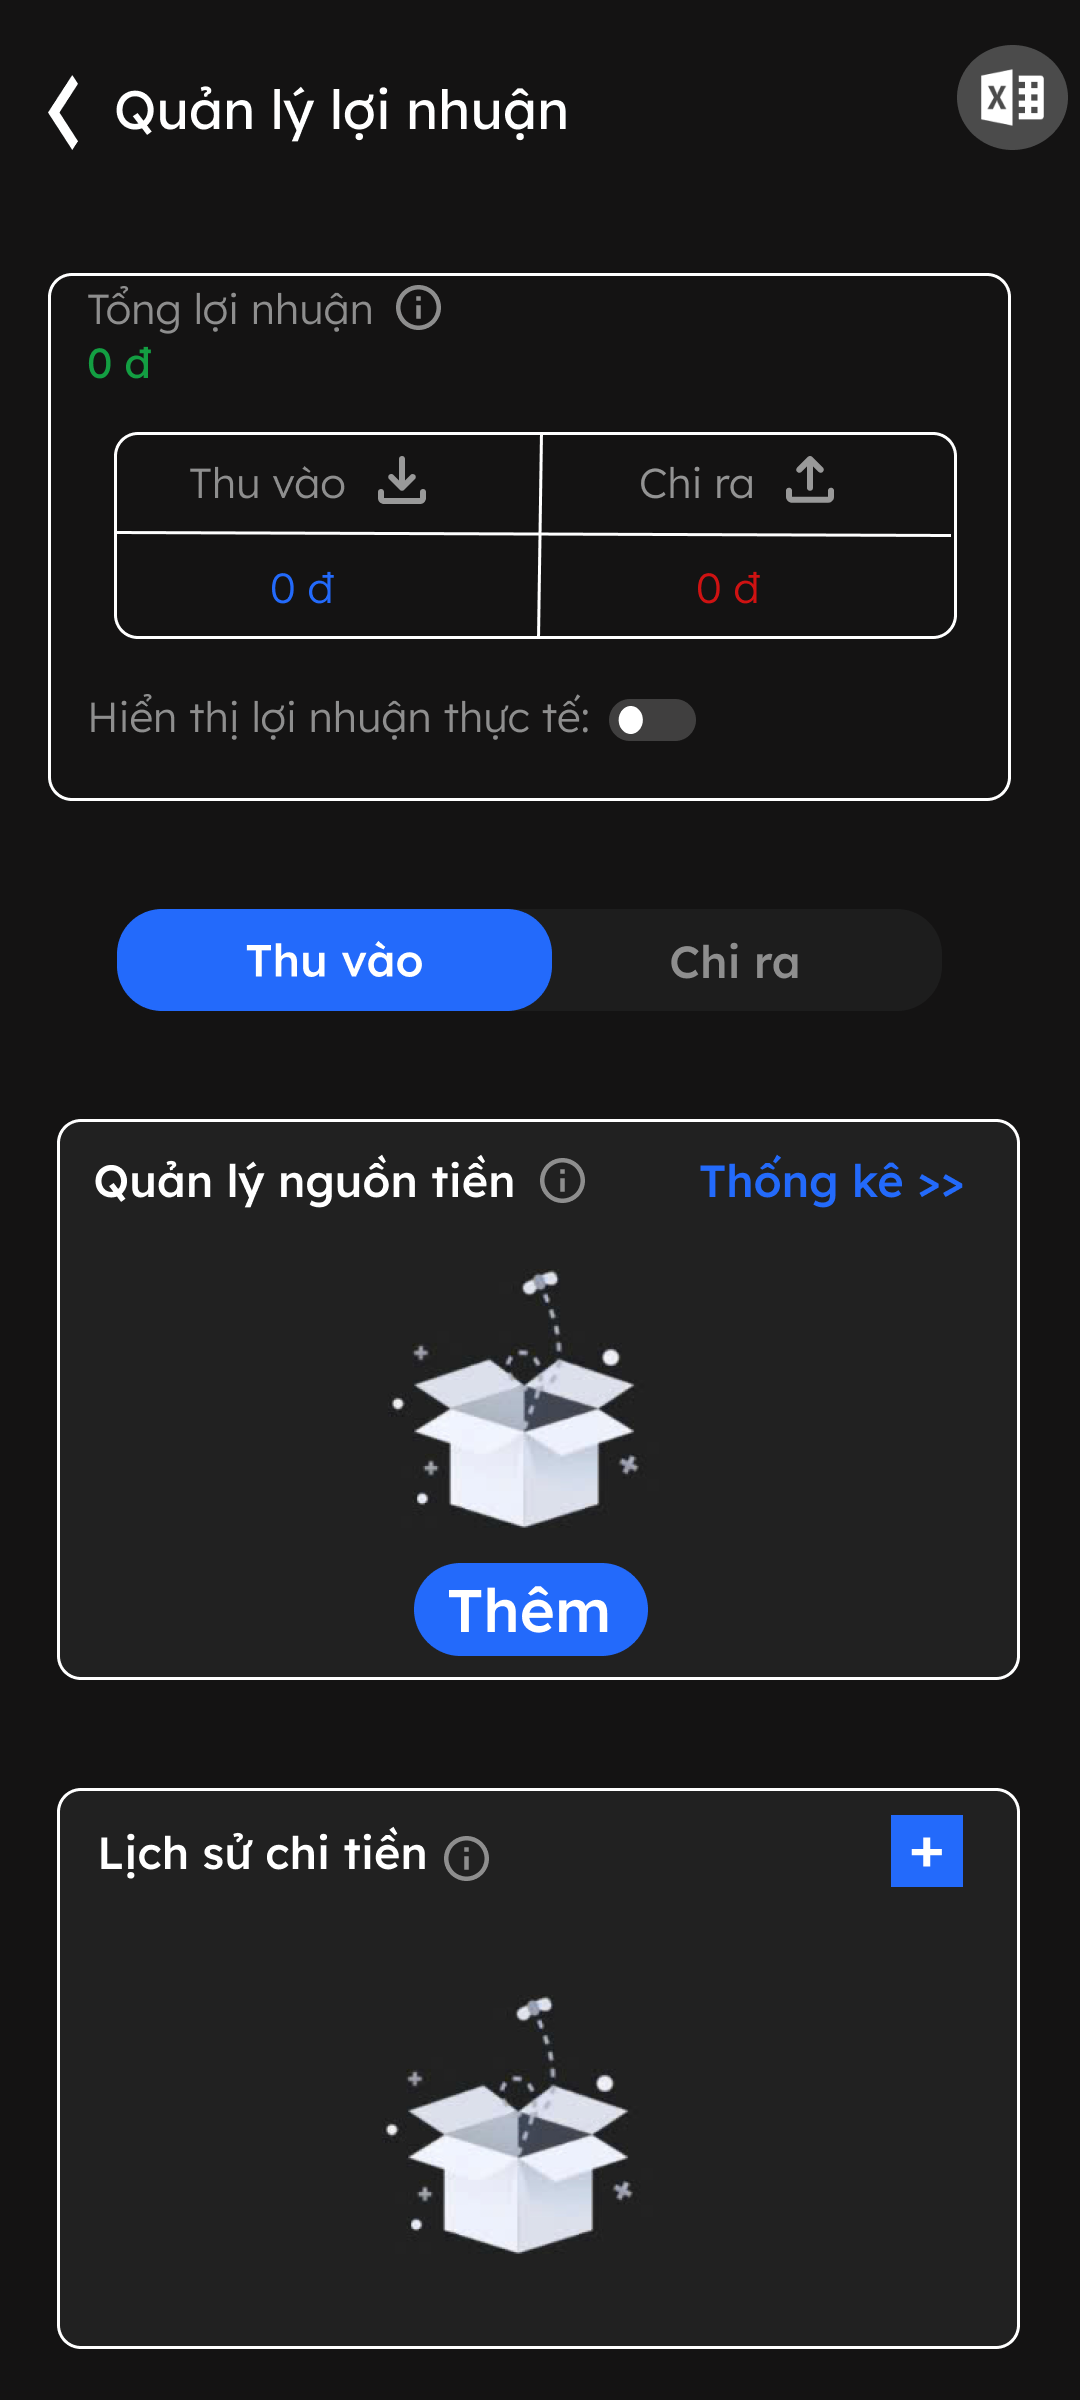 Quản lý lợi nhuận
X
Tổng lợi nhuận
0 đ
Thu vào
Chi ra
0 đ
0 đ
Hiển thị lợi nhuận thực tế:
Thu vào
Chi ra
Quản lý nguồn tiền
Thống kê >>
Thêm
Lịch sử chi tiền
+